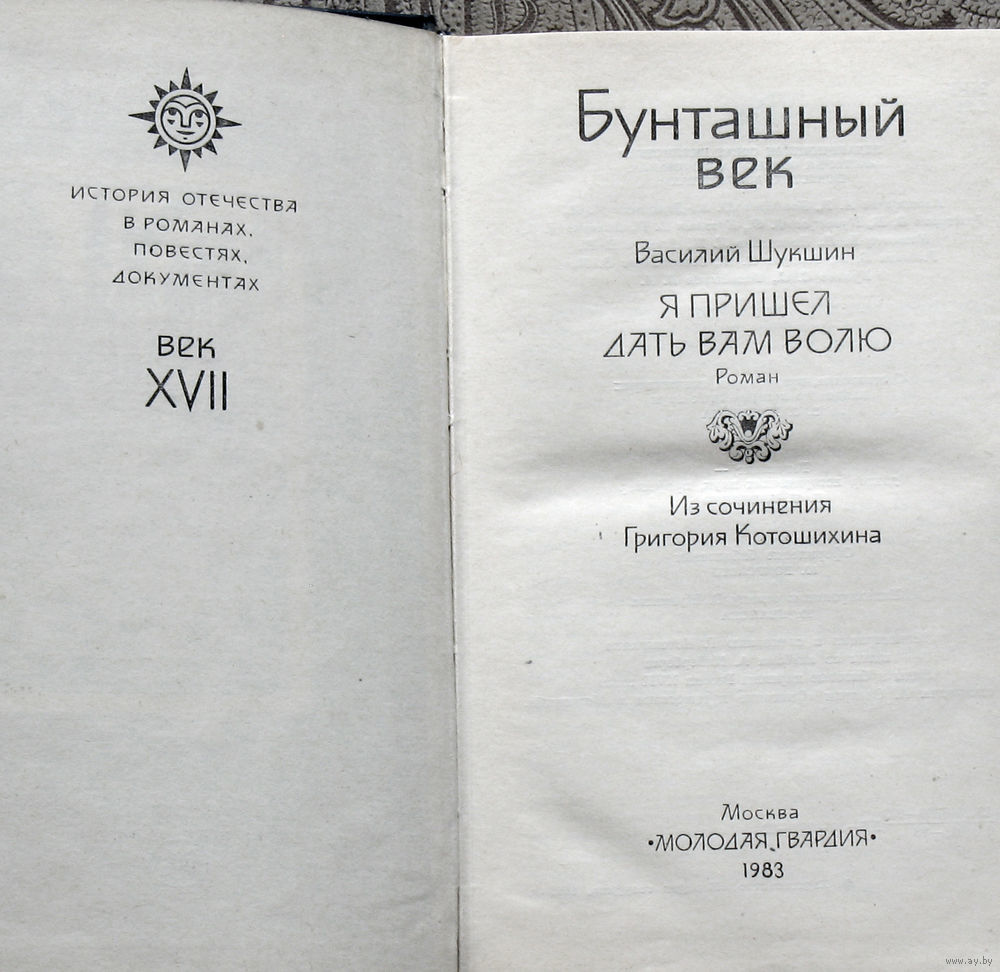 ИСТОРИЯ ОТЕЧЕСТВА
В РОМАНАХ,
ПОВЕСТЯХ,
ДОКУМЕНТАХ
ВЕК
XVII
Бунташный
век
Василий Шукшин
Я ПРИШЕЛ
ДАТЬ ВАМ ВОЛЮ
Роман
Из сочинения
Григория Котошихина
Москва
•МОЛОДАЯ ГВАРДИЯ•
1983
www.ay.by